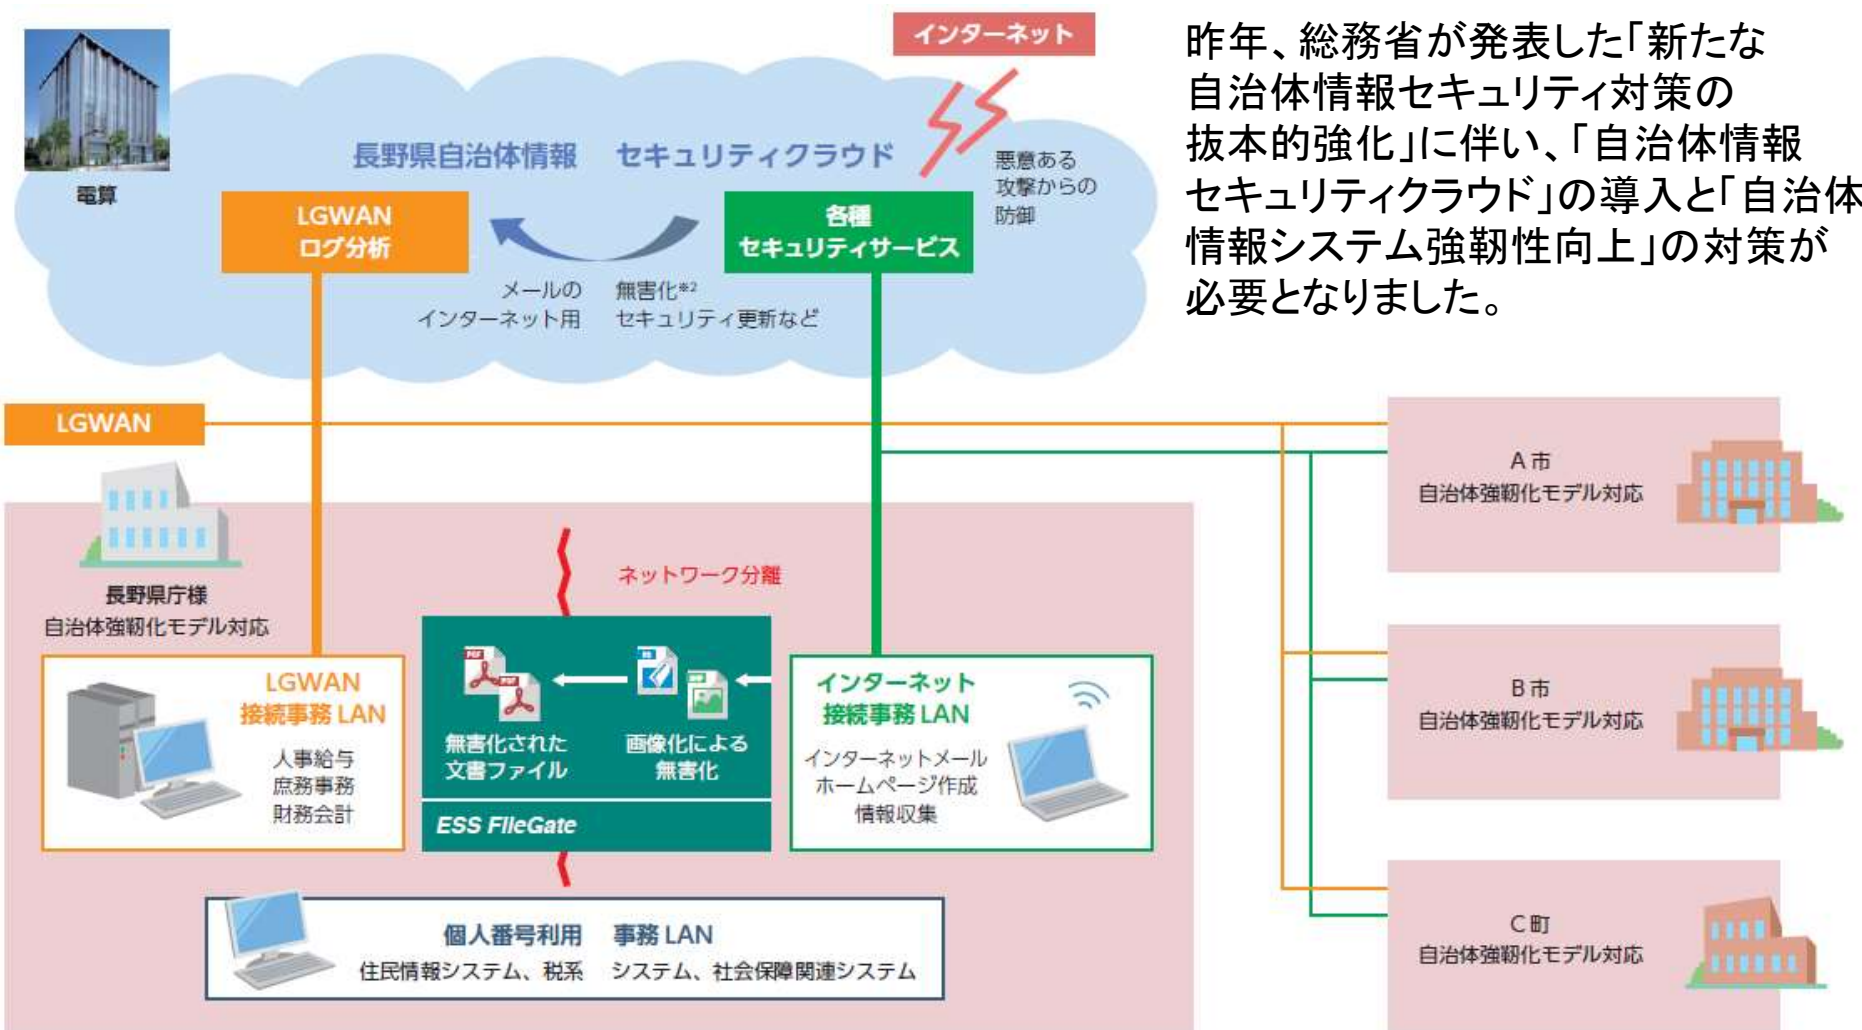 インターネット
昨年、総務省が発表した「新たな
自治体情報セキュリティ対策の
抜本的強化」に伴い、「自治体情報
セキュリティクラウド」の導入と「自治体
情報システム強靭性向上」の対策が
必要となりました。
電算
長野県自治体情報 セキュリティクラウド
悪意ある
攻撃からの
防御
LGWAN
ログ分析
各種
セキュリティサービス
メールの 無害化※2
インターネット用 セキュリティ更新など
LGWAN
長野県庁様
自治体強靭化モデル対応
ネットワーク分離
LGWAN
接続事務 LAN
人事給与
庶務事務
財務会計
PDF
PDF
無害化された
文書ファイル
画像化による
無害化
ESS FileGate
インターネット
接続事務 LAN
インターネットメール
ホームページ作成
情報収集
個人番号利用 事務 LAN
住民情報システム、税系 システム、社会保障関連システム
A 市
自治体強靭化モデル対応
B 市
自治体強靭化モデル対応
C 町
自治体強靭化モデル対応